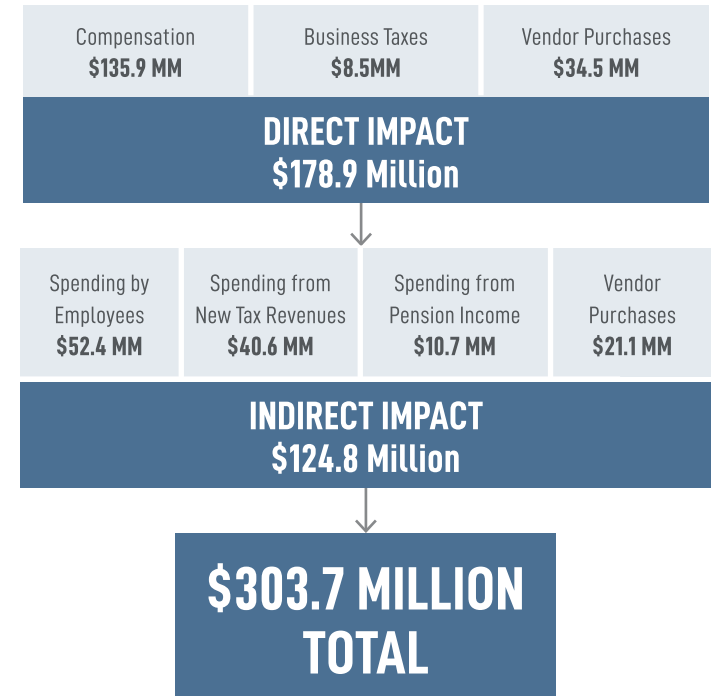 Compensation
$135.9 MM
Business Taxes
$8.5MM
Vendor Purchases
$34.5 MM
DIRECT IMPACT
$178.9 Million
Spending by
Employees
$52.4 MM
Spending from
New Tax Revenues
$40.6 MM
Spending from
Pension Income
$10.7 MM
Vendor
Purchases
$21.1 MM
INDIRECT IMPACT
$124.8 Million
$303.7 MILLION
TOTAL